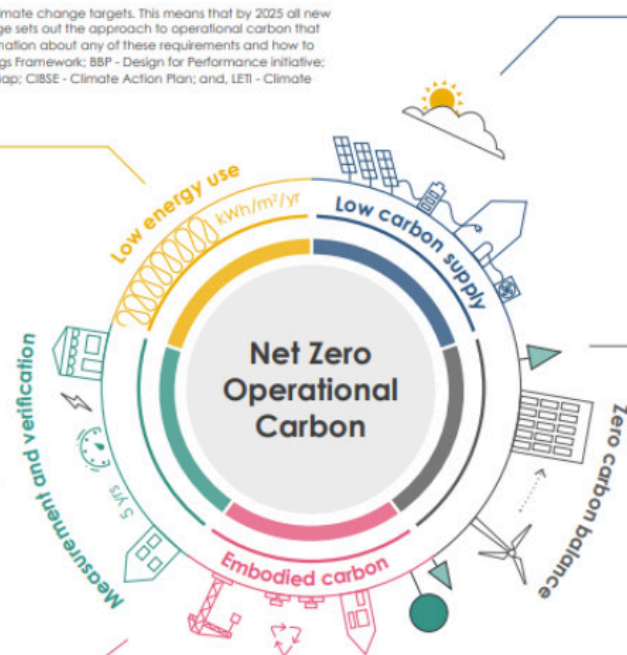 imate change targets. This means that by 2025 all new
ge sets out the approach to operational carbon that
mation about any of these requirements and how to
gs Framework; BBP - Design for Performance initiative;
ap; CIBSE - Climate Action Plan; and, LETI - Climate
Low energy use
kWh/m²/yr
Low carbon supply
Net Zero
Operational
Carbon
Measurement and verification
5 yrs
Zero carbon balance
Embodied carbon